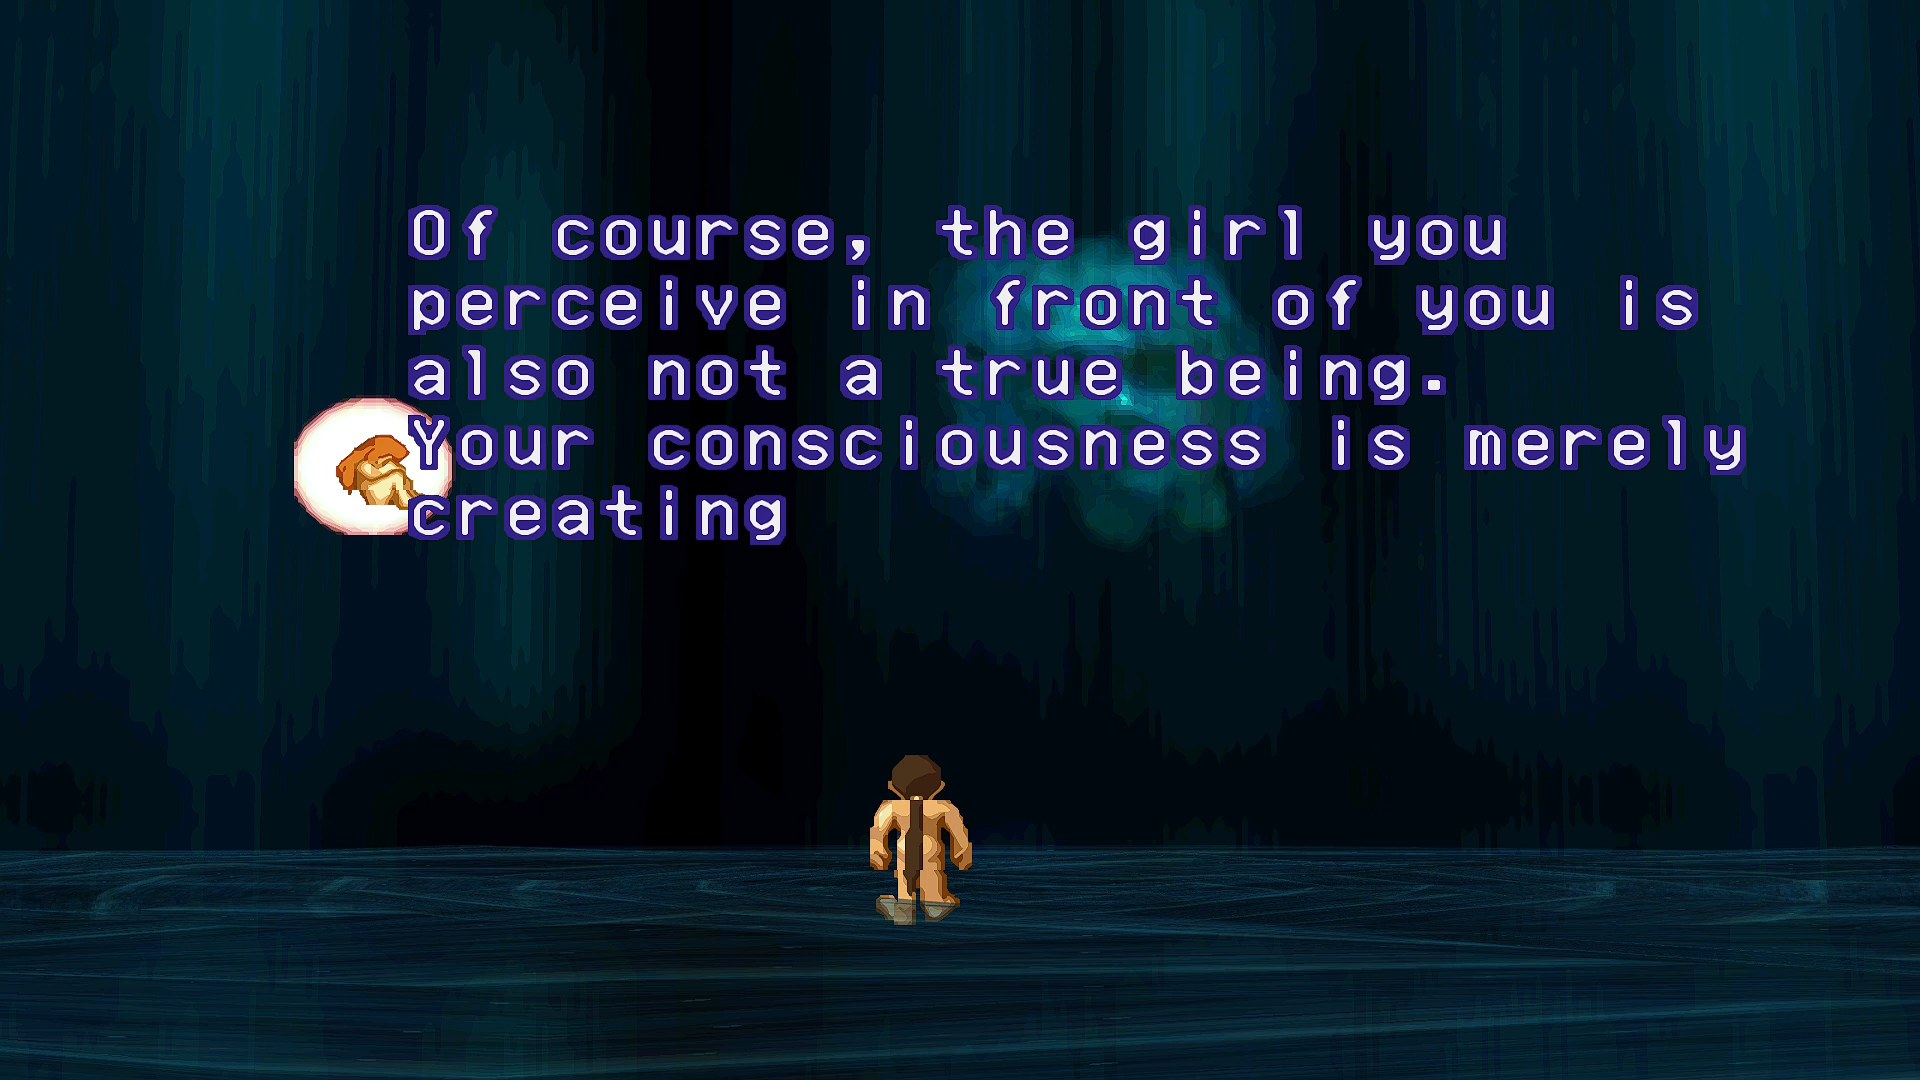 Of course, the girl you
perceive in front of you is
also not a true being.
Your consciousness is merely
creating